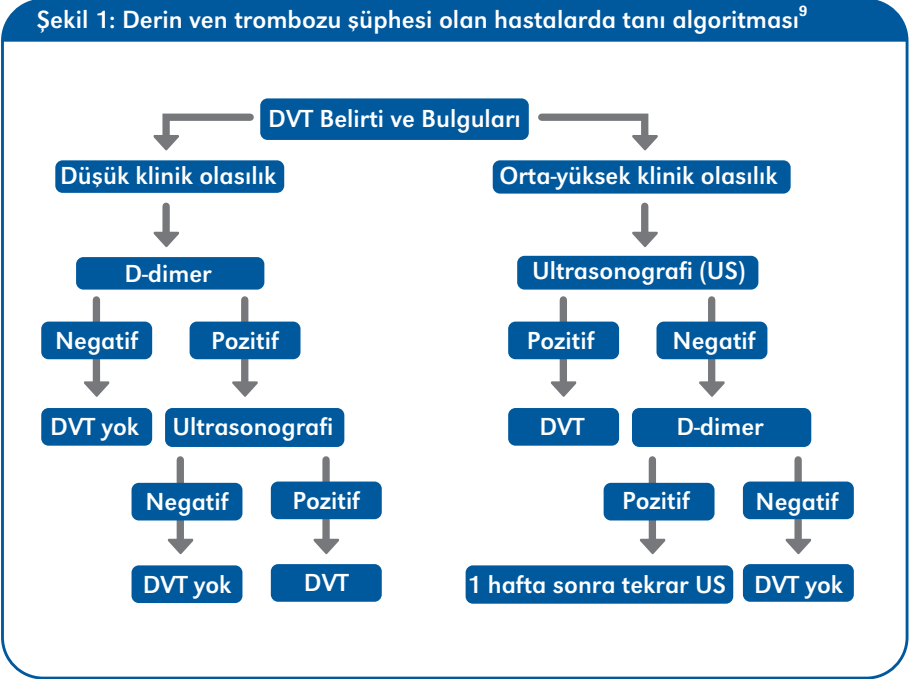 Şekil 1: Derin ven trombozu şüphesi olan hastalarda tanı algoritması⁹
DVT Belirti ve Bulguları
Düşük klinik olasılık
Orta-yüksek klinik olasılık
D-dimer
Ultrasonografi (US)
Negatif
Pozitif
Pozitif
Negatif
DVT yok
Ultrasonografi
DVT
D-dimer
Negatif
Pozitif
Pozitif
Negatif
DVT yok
DVT
1 hafta sonra tekrar US
DVT yok